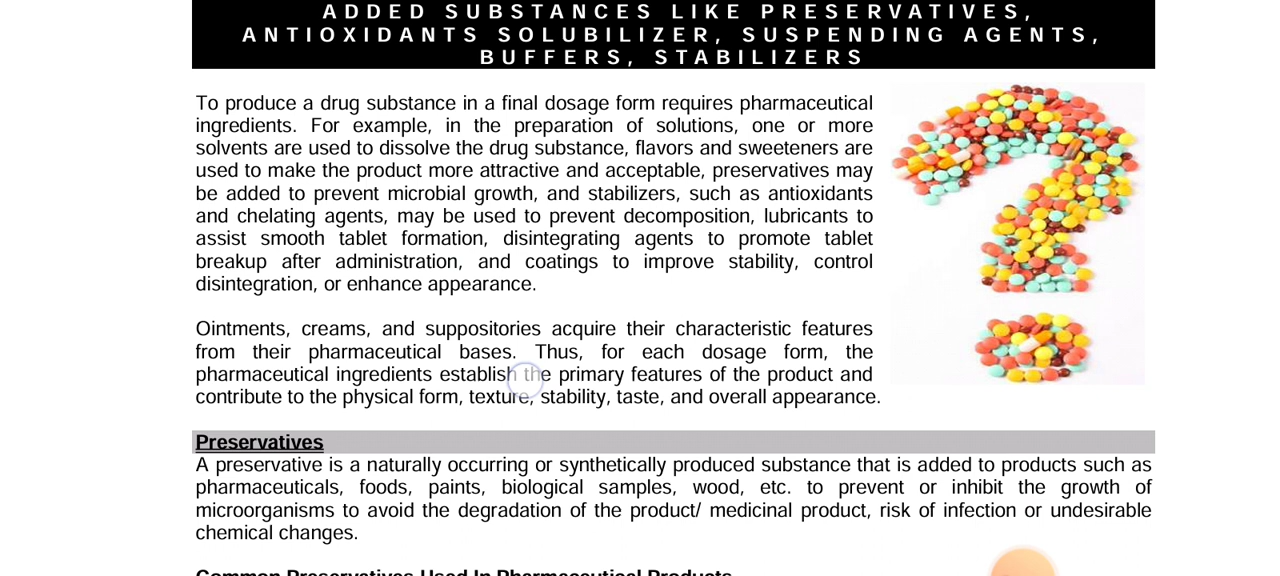 ADDED SUBSTANCES LIKE PRESERVATIVES,
ANTIOXIDANTS SOLUBILIZER, SUSPENDING AGENTS,
BUFFERS, STABILIZERS
To produce a drug substance in a final dosage form requires pharmaceutical
ingredients. For example, in the preparation of solutions, one or more
solvents are used to dissolve the drug substance, flavors and sweeteners are
used to make the product more attractive and acceptable, preservatives may
be added to prevent microbial growth, and stabilizers, such as antioxidants
and chelating agents, may be used to prevent decomposition, lubricants to
assist smooth tablet formation, disintegrating agents to promote tablet
breakup after administration, and coatings to improve stability, control
disintegration, or enhance appearance.
Ointments, creams, and suppositories acquire their characteristic features
from their pharmaceutical bases. Thus, for each dosage form, the
pharmaceutical ingredients establish the primary features of the product and
contribute to the physical form, texture, stability, taste, and overall appearance.
Preservatives
A preservative is a naturally occurring or synthetically produced substance that is added to products such as
pharmaceuticals, foods, paints, biological samples, wood, etc. to prevent or inhibit the growth of
microorganisms to avoid the degradation of the product/ medicinal product, risk of infection or undesirable
chemical changes.
Common Preservatives Used In Pharmaceutical Products